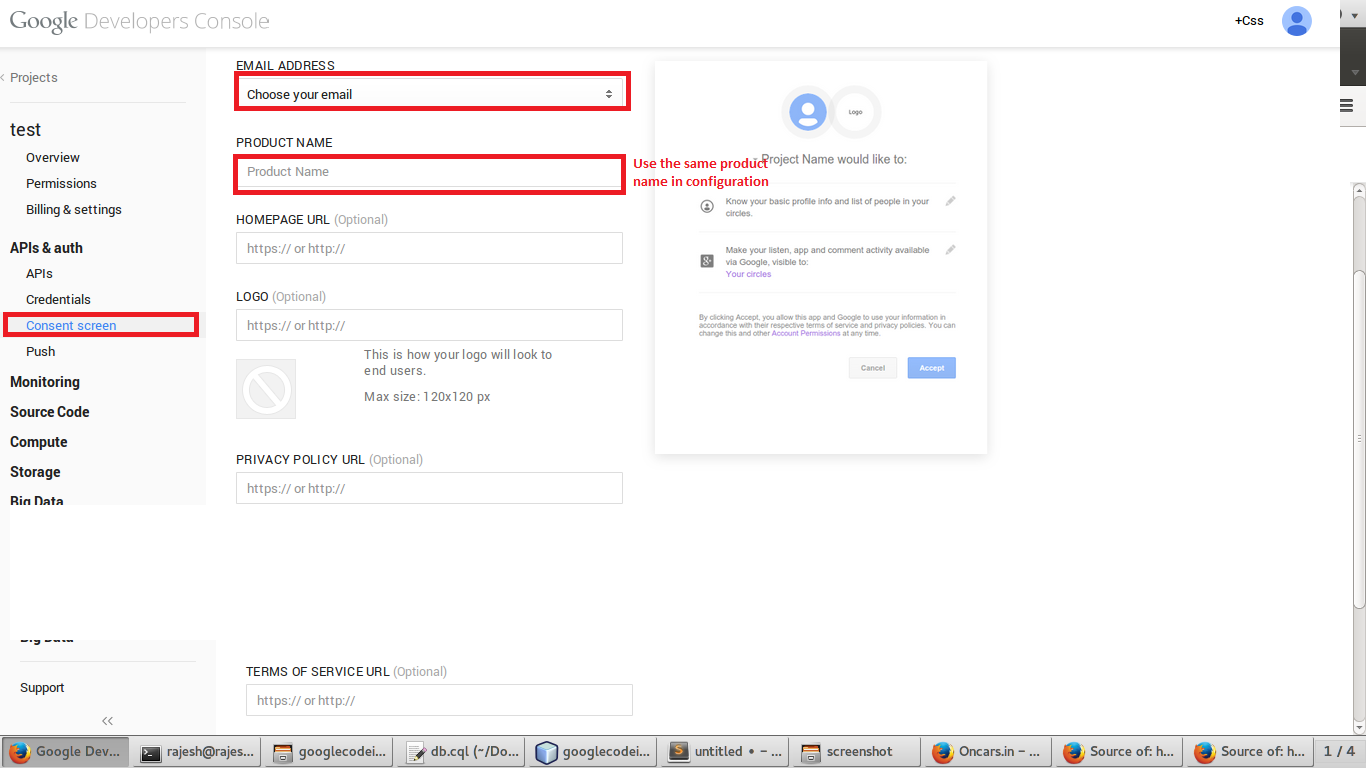 Google Developers Console
+Css
Projects
test
Overview
Permissions
Billing & settings
APIs & auth
APIs
Credentials
Consent screen
Push
Monitoring
Source Code
Compute
Storage
Big Data
Big Data
Support
EMAIL ADDRESS
Choose your email
PRODUCT NAME
Product Name
Use the same product
name in configuration
HOMEPAGE URL (Optional)
https:// or http://
LOGO (Optional)
https:// or http://
This is how your logo will look to
end users.
Max size: 120x120 px
PRIVACY POLICY URL (Optional)
https:// or http://
TERMS OF SERVICE URL (Optional)
https:// or http://
Logo
- Project Name would like to:
Know your basic profile info and list of people in your
circles.
Make your listen, app and comment activity available
via Google, visible to:
Your circles
By clicking Accept, you allow this app and Google to use your information in
accordance with their respective terms of service and privacy policies. You can
change this and other Account Permissions at any time.
Cancel
Accept
Google Dev...
rajesh@rajes...
googlecodei...
db.cql (~/Do...
googlecodei...
untitled • – ...
screenshot
Oncars.in – ...
Source of: h...
Source of: h...
1 / 4